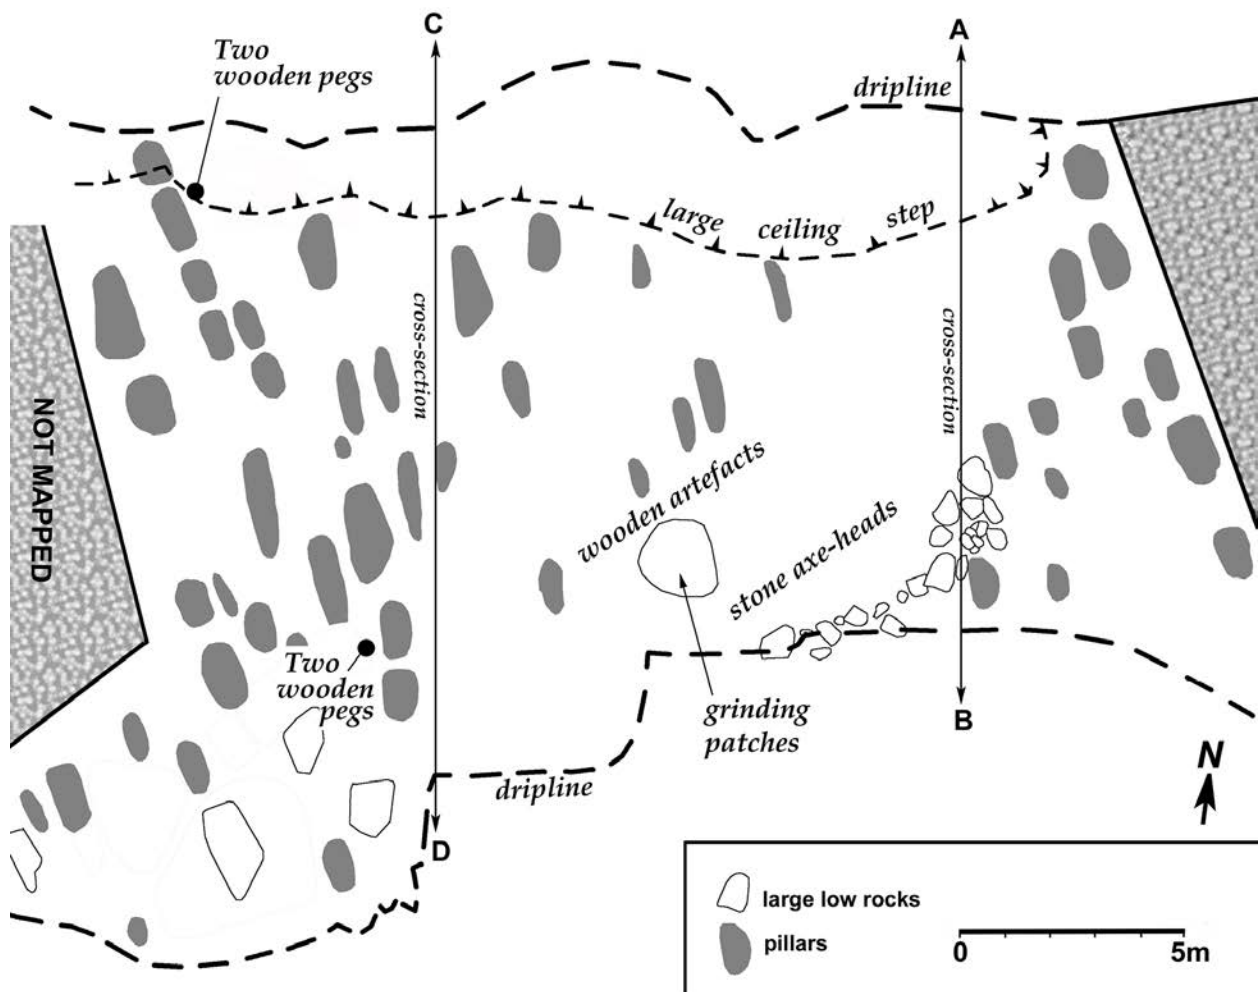 C
A
Two
wooden pegs
dripline
large ceiling step
cross-section
cross-section
NOT MAPPED
wooden artefacts
stone axe-heads
Two
wooden
pegs
grinding
patches
B
dripline
D
N
large low rocks
pillars
0 5m